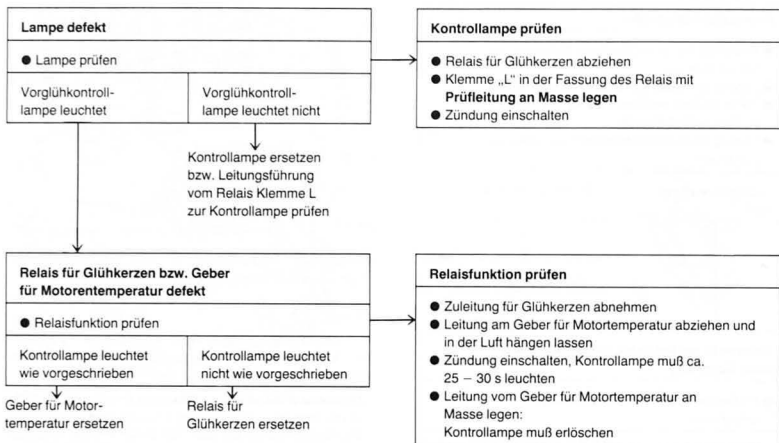 Lampe defekt
● Lampe prüfen
Vorglühkontroll-
lampe leuchtet
Vorglühkontroll-
lampe leuchtet nicht
Kontrollampe ersetzen
bzw. Leitungsführung
vom Relais Klemme L
zur Kontrollampe prüfen
Kontrollampe prüfen
● Relais für Glühkerzen abziehen
● Klemme „L" in der Fassung des Relais mit
Prüfleitung an Masse legen
● Zündung einschalten
Relais für Glühkerzen bzw. Geber
für Motorentemperatur defekt
● Relaisfunktion prüfen
Kontrollampe leuchtet
wie vorgeschrieben
Kontrollampe leuchtet
nicht wie vorgeschrieben
Geber für Motor-
temperatur ersetzen
Relais für
Glühkerzen ersetzen
Relaisfunktion prüfen
● Zuleitung für Glühkerzen abnehmen
● Leitung am Geber für Motortemperatur abziehen und
in der Luft hängen lassen
● Zündung einschalten, Kontrollampe muß ca.
25 – 30 s leuchten
● Leitung vom Geber für Motortemperatur an
Masse legen:
Kontrollampe muß erlöschen